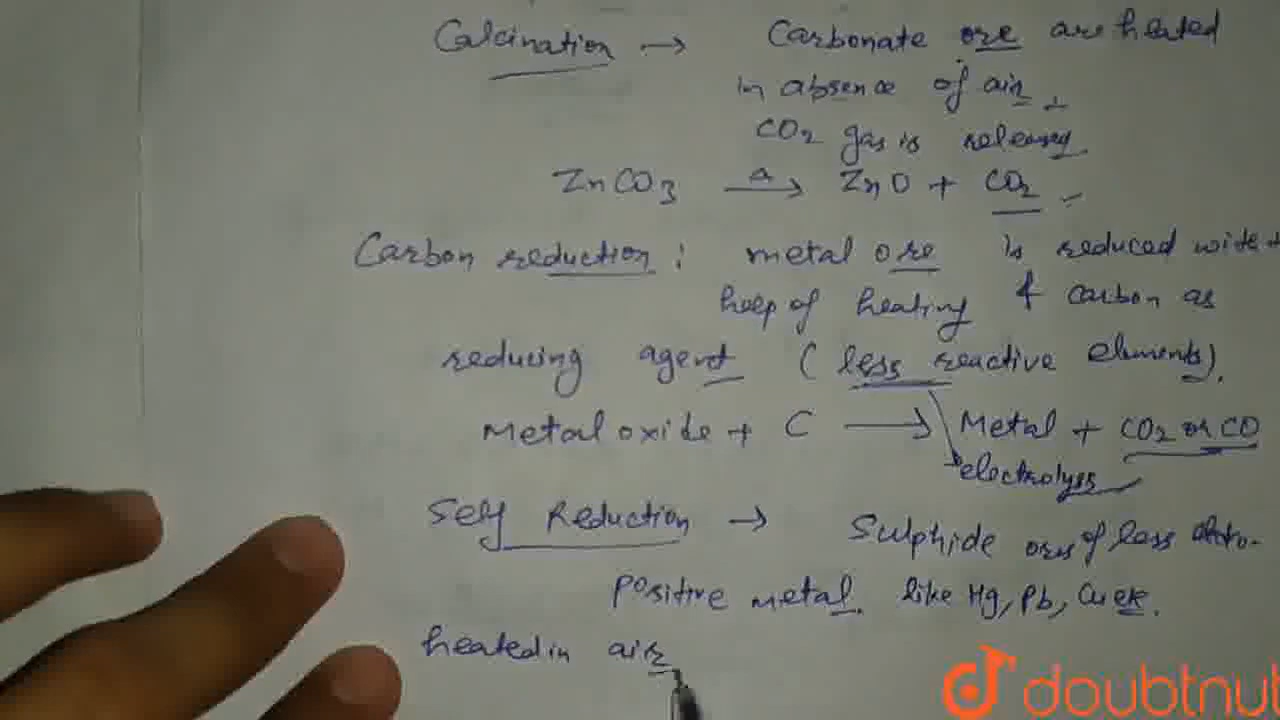 Calcination → Carbonate ore are heated
in absence of air
CO2 gas is released
ZnCO3 —Δ→ ZnO + CO2
Carbon reduction : metal ore is reduced with
help of heating & carbon as
reducing agent (less reactive elements).
Metal oxide + C → Metal + CO2 or CO
electrolysis
Self Reduction → Sulphide ores of less
positive metal. like Hg, Pb, Cu etc.
heated in air
doubtnut